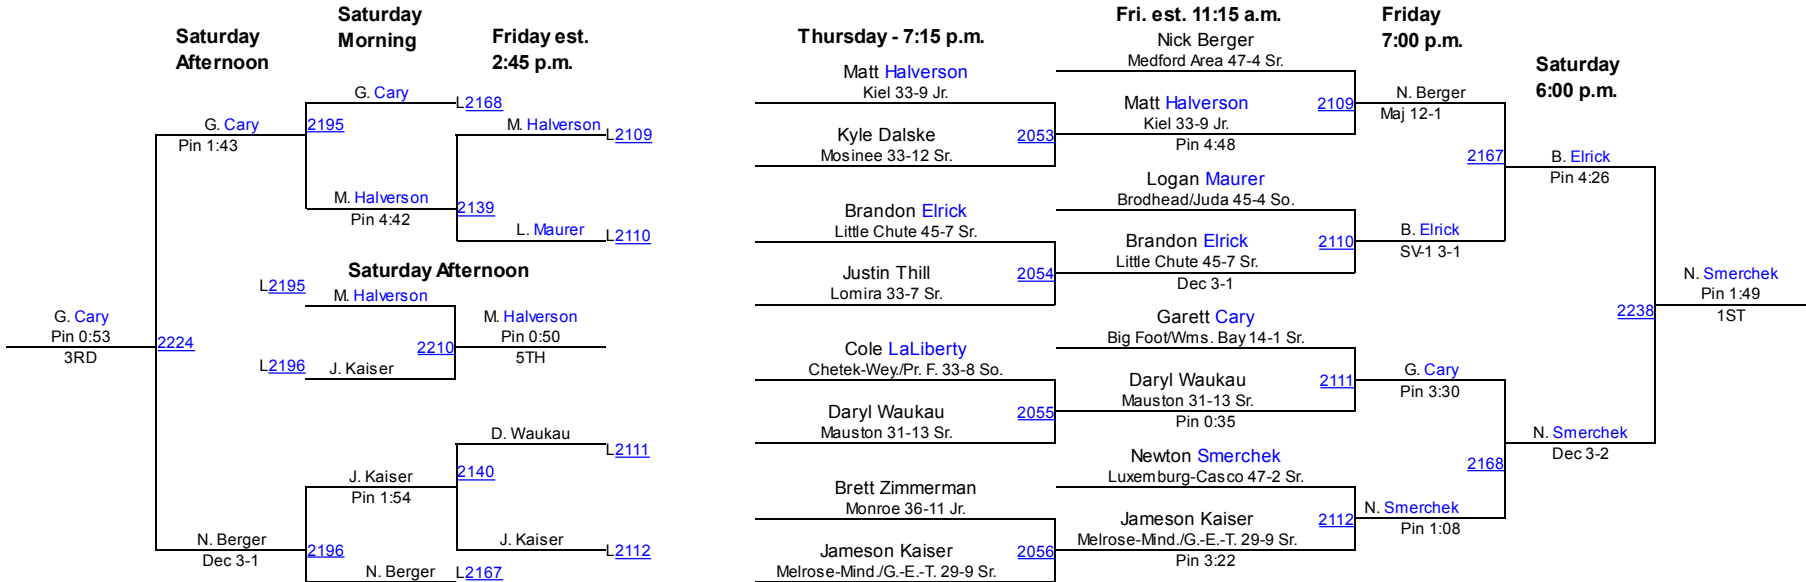 Saturday
Afternoon
Saturday
Morning
Friday est.
2:45 p.m.
G. Cary
L2168
G. Cary
Pin 1:43
2195
M. Halverson
L2109
M. Halverson
Pin 4:42
2139
L. Maurer
L2110
Saturday Afternoon
L2195
M. Halverson
G. Cary
Pin 0:53
3RD
2224
M. Halverson
Pin 0:50
5TH
2210
L2196
J. Kaiser
D. Waukau
L2111
J. Kaiser
Pin 1:54
2140
N. Berger
Dec 3-1
2196
J. Kaiser
L2112
N. Berger
L2167
Thursday - 7:15 p.m.
Matt Halverson
Kiel 33-9 Jr.
Kyle Dalske
Mosinee 33-12 Sr.
2053
Brandon Elrick
Little Chute 45-7 Sr.
Justin Thill
Lomira 33-7 Sr.
2054
Cole LaLiberty
Chetek-Wey./Pr. F. 33-8 So.
Daryl Waukau
Mauston 31-13 Sr.
2055
Brett Zimmerman
Monroe 36-11 Jr.
Jameson Kaiser
Melrose-Mind./G.-E.-T. 29-9 Sr.
2056
Fri. est. 11:15 a.m.
Nick Berger
Medford Area 47-4 Sr.
Matt Halverson
Kiel 33-9 Jr.
Pin 4:48
2109
Logan Maurer
Brodhead/Juda 45-4 So.
Brandon Elrick
Little Chute 45-7 Sr.
Dec 3-1
2110
Garett Cary
Big Foot/Wms. Bay 14-1 Sr.
Daryl Waukau
Mauston 31-13 Sr.
Pin 0:35
2111
Newton Smerchek
Luxemburg-Casco 47-2 Sr.
Jameson Kaiser
Melrose-Mind./G.-E.-T. 29-9 Sr.
Pin 3:22
2112
Friday
7:00 p.m.
N. Berger
Maj 12-1
2167
B. Elrick
SV-1 3-1
G. Cary
Pin 3:30
2168
N. Smerchek
Pin 1:08
Saturday
6:00 p.m.
B. Elrick
Pin 4:26
N. Smerchek
Dec 3-2
2238
N. Smerchek
Pin 1:49
1ST